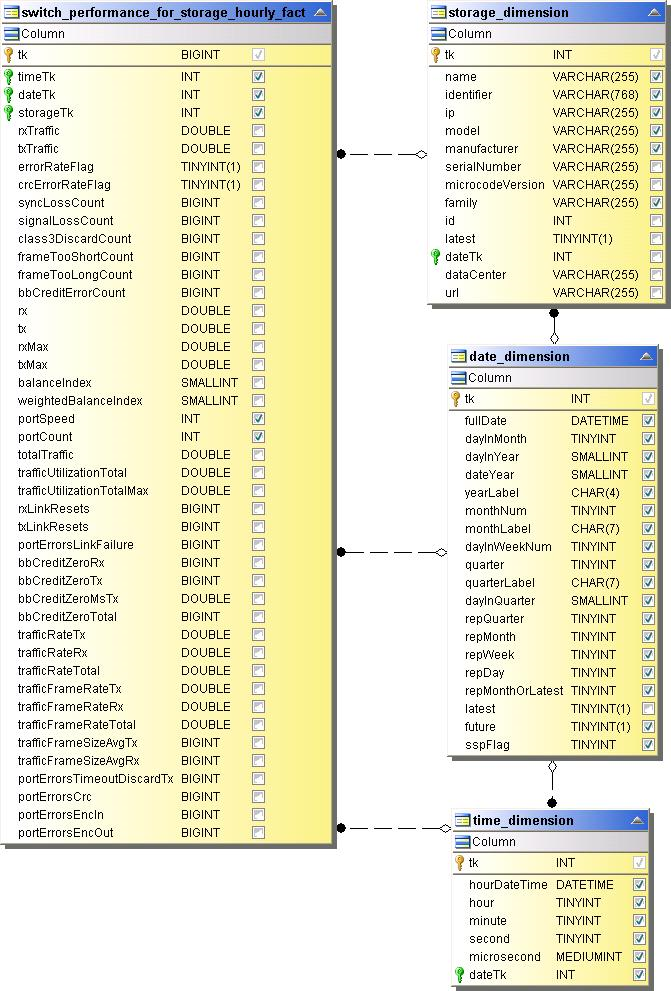 switch_performance_for_storage_hourly_fact
Column
tk BIGINT
timeTk INT
dateTk INT
storageTk INT
rxTraffic DOUBLE
txTraffic DOUBLE
errorRateFlag TINYINT(1)
crcErrorRateFlag TINYINT(1)
syncLossCount BIGINT
signalLossCount BIGINT
class3DiscardCount BIGINT
frameTooShortCount BIGINT
frameTooLongCount BIGINT
bbCreditErrorCount BIGINT
rx DOUBLE
tx DOUBLE
rxMax DOUBLE
txMax DOUBLE
balanceIndex SMALLINT
weightedBalanceIndex SMALLINT
portSpeed INT
portCount INT
totalTraffic DOUBLE
trafficUtilizationTotal DOUBLE
trafficUtilizationTotalMax DOUBLE
rxLinkResets BIGINT
txLinkResets BIGINT
portErrorsLinkFailure BIGINT
bbCreditZeroRx BIGINT
bbCreditZeroTx BIGINT
bbCreditZeroMsTx DOUBLE
bbCreditZeroTotal BIGINT
trafficRateTx DOUBLE
trafficRateRx DOUBLE
trafficRateTotal DOUBLE
trafficFrameRateTx DOUBLE
trafficFrameRateRx DOUBLE
trafficFrameRateTotal DOUBLE
trafficFrameSizeAvgTx BIGINT
trafficFrameSizeAvgRx BIGINT
portErrorsTimeoutDiscardTx BIGINT
portErrorsCrc BIGINT
portErrorsEncIn BIGINT
portErrorsEncOut BIGINT
storage_dimension
Column
tk INT
name VARCHAR(255)
identifier VARCHAR(768)
ip VARCHAR(255)
model VARCHAR(255)
manufacturer VARCHAR(255)
serialNumber VARCHAR(255)
microcodeVersion VARCHAR(255)
family VARCHAR(255)
id INT
latest TINYINT(1)
dateTk INT
dataCenter VARCHAR(255)
url VARCHAR(255)
date_dimension
Column
tk INT
fullDate DATETIME
dayInMonth TINYINT
dayInYear SMALLINT
dateYear SMALLINT
yearLabel CHAR(4)
monthNum TINYINT
monthLabel CHAR(7)
dayInWeekNum TINYINT
quarter TINYINT
quarterLabel CHAR(7)
dayInQuarter SMALLINT
repQuarter TINYINT
repMonth TINYINT
repWeek TINYINT
repDay TINYINT
repMonthOrLatest TINYINT
latest TINYINT(1)
future TINYINT(1)
sspFlag TINYINT
time_dimension
Column
tk INT
hourDateTime DATETIME
hour TINYINT
minute TINYINT
second TINYINT
microsecond MEDIUMINT
dateTk INT